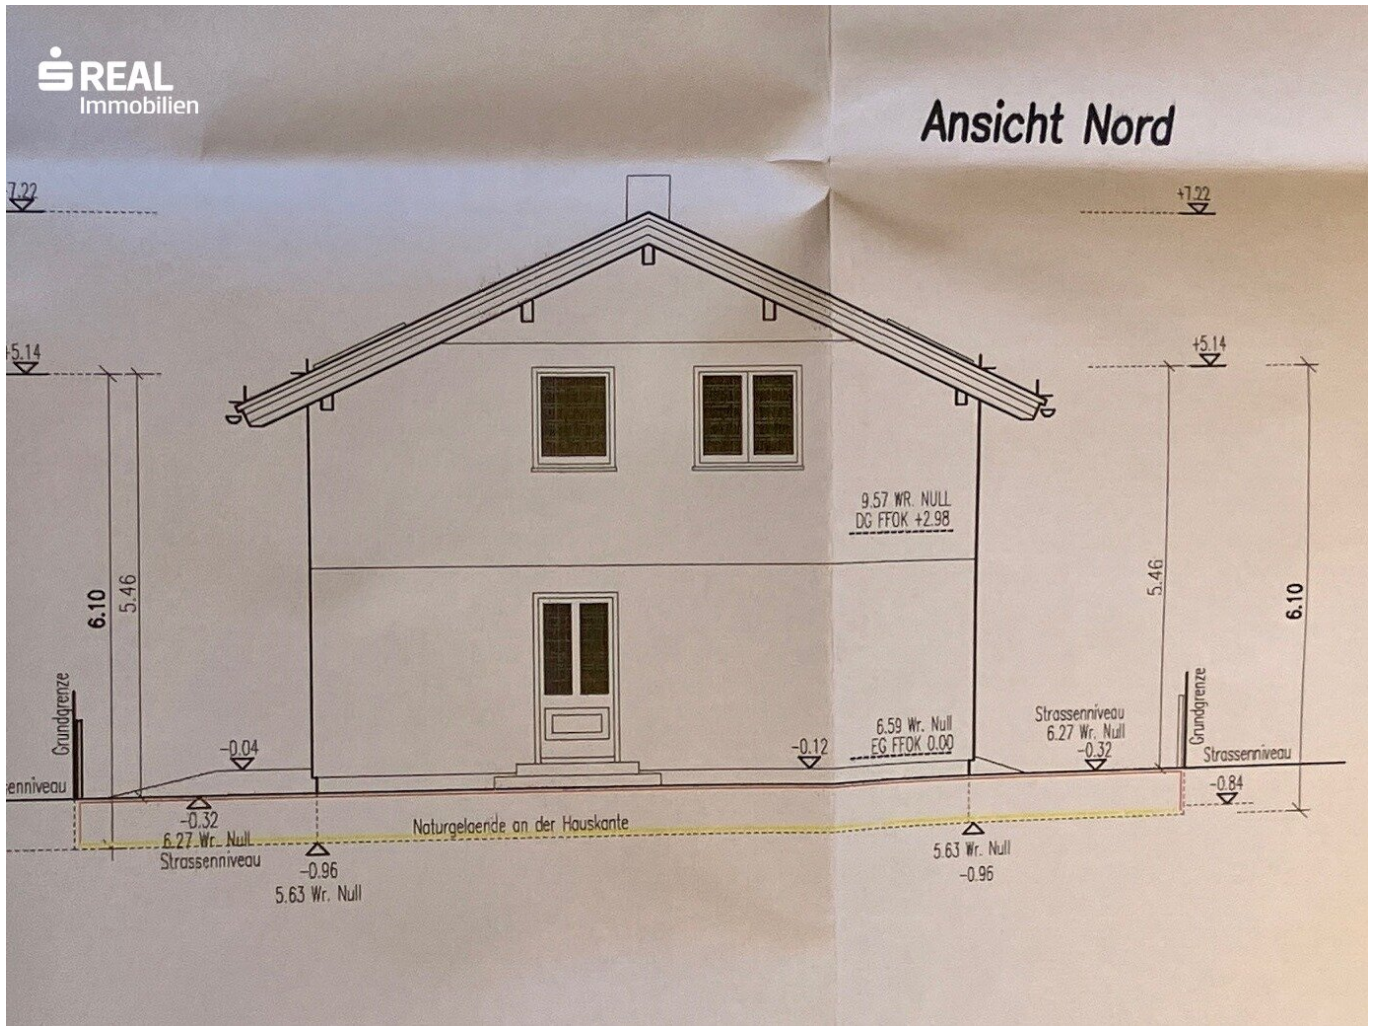 S REAL
Immobilien
Ansicht Nord
+7.22
+7.22
+5.14
+5.14
9.57 WR. NULL
DG FFOK +2.98
6.10
5.46
5.46
6.10
Grundgrenze
Grundgrenze
6.59 Wr. Null
EG FFOK 0.00
Strassenniveau
6.27 Wr. Null
-0.32
-0.04
-0.12
Strassenniveau
enniveau
-0.84
-0.32
6.27 Wr. Null
Strassenniveau
Naturgelaende an der Hauskante
-0.96
5.63 Wr. Null
5.63 Wr. Null
-0.96